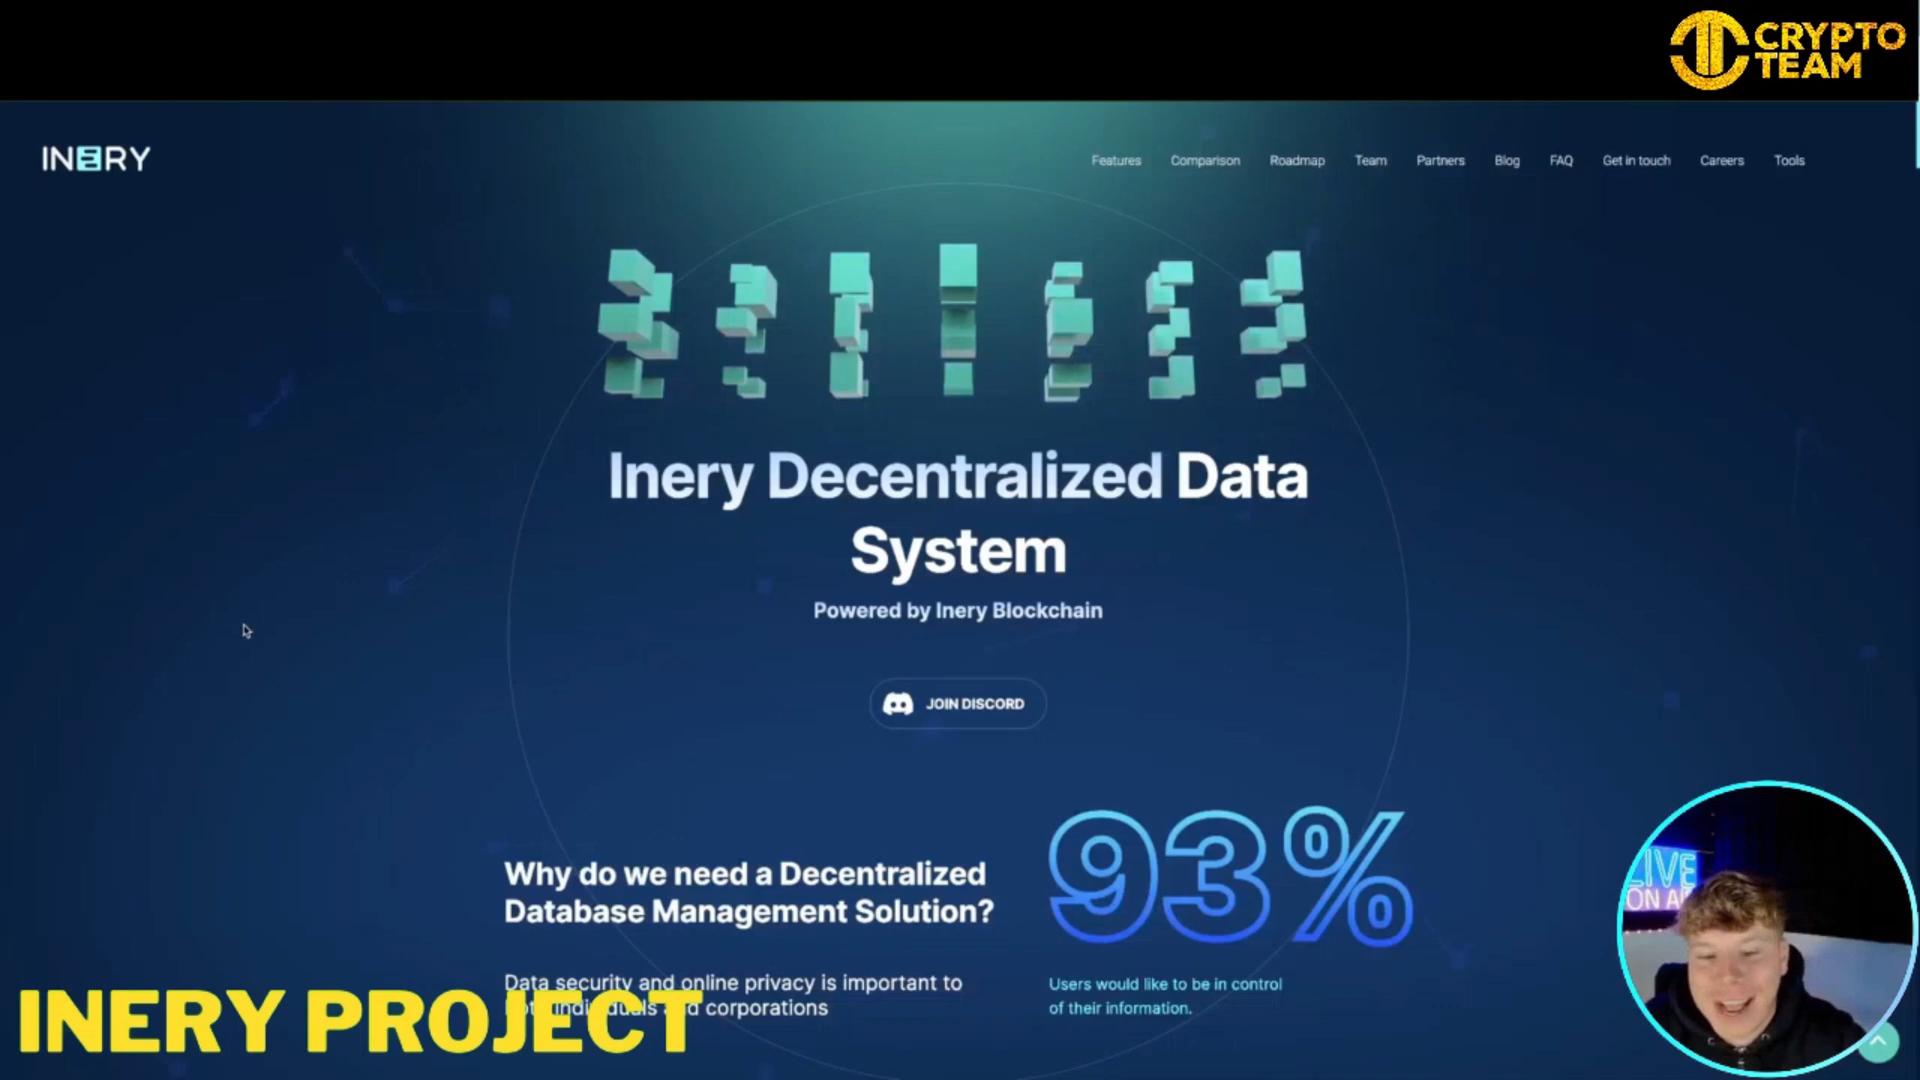 CRYPTO
TEAM
INERY
Features Comparison Roadmap Team Partners Blog FAQ Get in touch Careers Tools
Inery Decentralized Data
System
Powered by Inery Blockchain
JOIN DISCORD
Why do we need a Decentralized
Database Management Solution?
93%
Data security and online privacy is important to
corporations
Users would like to be in control
of their information.
LIVE
ON
INERY PROJECT